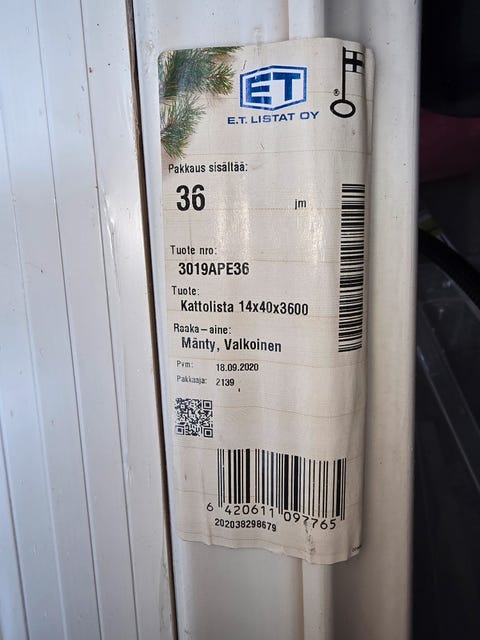 ET
®
E.T. LISTAT OY
Pakkaus sisältää:
36 jm
Tuote nro:
3019APE36
Tuote:
Kattolista 14x40x3600
Raaka-aine:
Mänty, Valkoinen
Pvm: 18.09.2020
Pakkaaja: 2139
6 420611 097765
202038298679